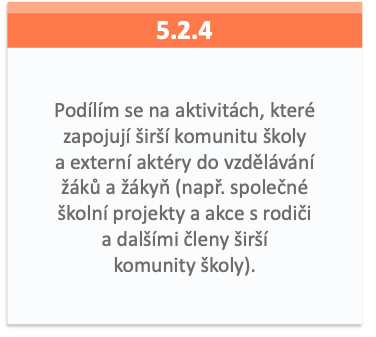 5.2.4
Podílím se na aktivitách, které
zapojují širší komunitu školy
a externí aktéry do vzdělávání
žáků a žákyň (např. společné
školní projekty a akce s rodiči
a dalšími členy širší
komunity školy).